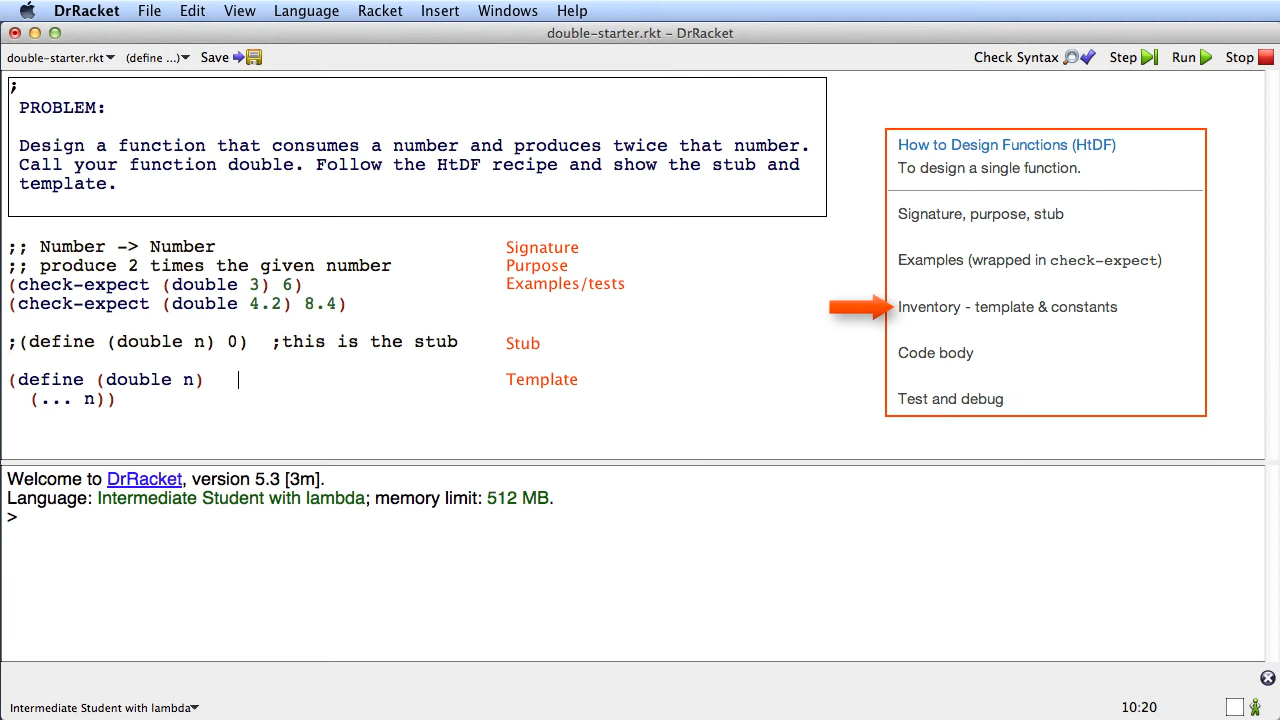 DrRacket File Edit View Language Racket Insert Windows Help
double-starter.rkt – DrRacket
double-starter.rkt▾ (define ...)▾ Save Check Syntax Step Run Stop
;
PROBLEM:
Design a function that consumes a number and produces twice that number.
Call your function double. Follow the HtDF recipe and show the stub and
template.
;; Number -> Number Signature
;; produce 2 times the given number Purpose
(check-expect (double 3) 6) Examples/tests
(check-expect (double 4.2) 8.4)
;(define (double n) 0) ;this is the stub Stub
(define (double n) Template
(... n))
How to Design Functions (HtDF)
To design a single function.
Signature, purpose, stub
Examples (wrapped in check-expect)
Inventory - template & constants
Code body
Test and debug
Welcome to DrRacket, version 5.3 [3m].
Language: Intermediate Student with lambda; memory limit: 512 MB.
>
Intermediate Student with lambda▾ 10:20